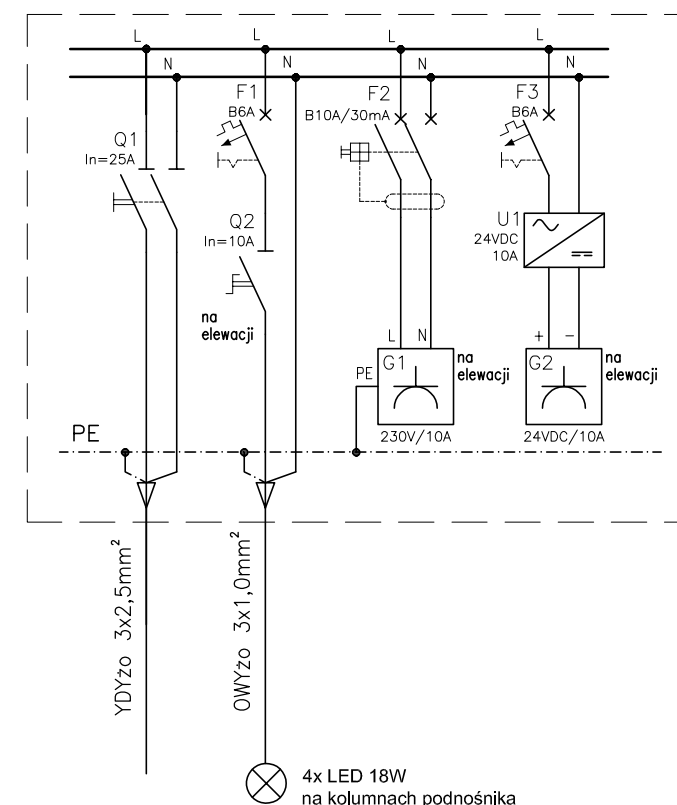 L
N
Q1
In=25A
L
N
F1
B6A
Q2
In=10A
na
elewacji
L
N
F2
B10A/30mA
L N
G1
PE
na
elewacji
230V/10A
L
N
F3
B6A
U1
24VDC
10A
+ −
G2
na
elewacji
24VDC/10A
PE
YDYżo 3x2,5mm²
OWYżo 3x1,0mm²
4x LED 18W
na kolumnach podnośnika